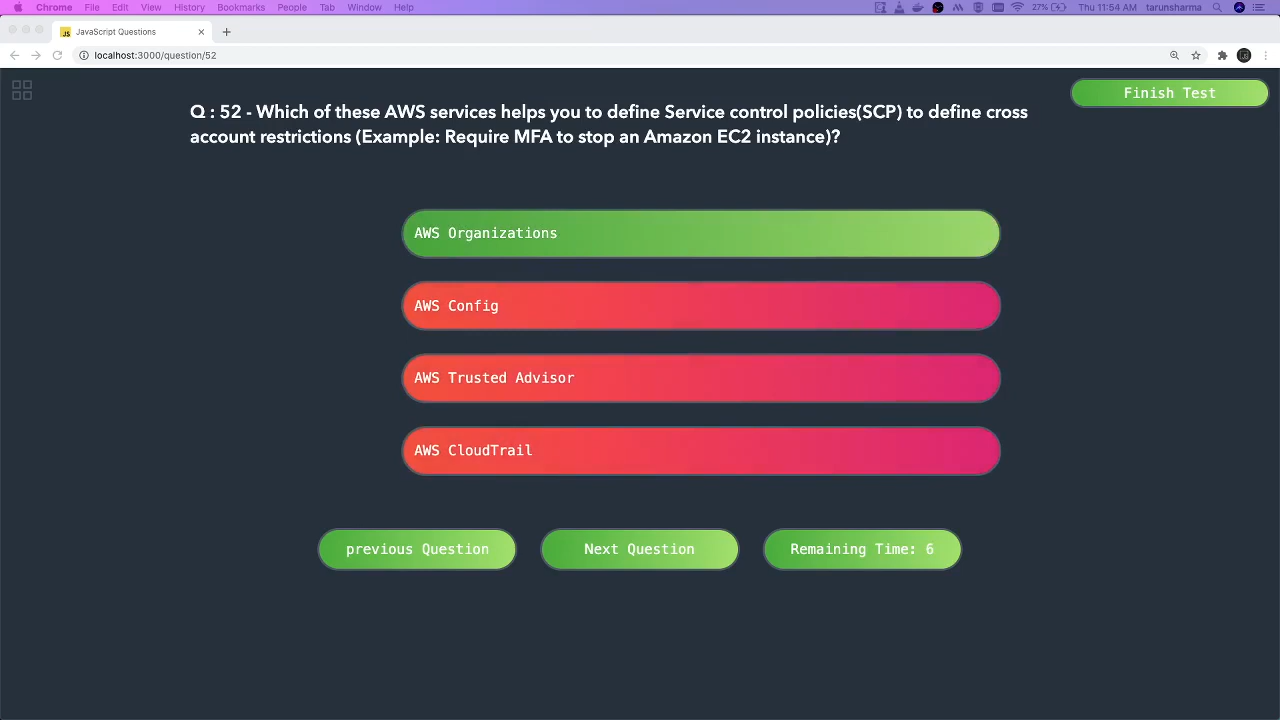 Chrome File Edit View History Bookmarks People Tab Window Help 27% Thu 11:54 AM tarunsharma
JS JavaScript Questions
localhost:3000/question/52
Finish Test
Q : 52 - Which of these AWS services helps you to define Service control policies(SCP) to define cross
account restrictions (Example: Require MFA to stop an Amazon EC2 instance)?
AWS Organizations
AWS Config
AWS Trusted Advisor
AWS CloudTrail
previous Question Next Question Remaining Time: 6